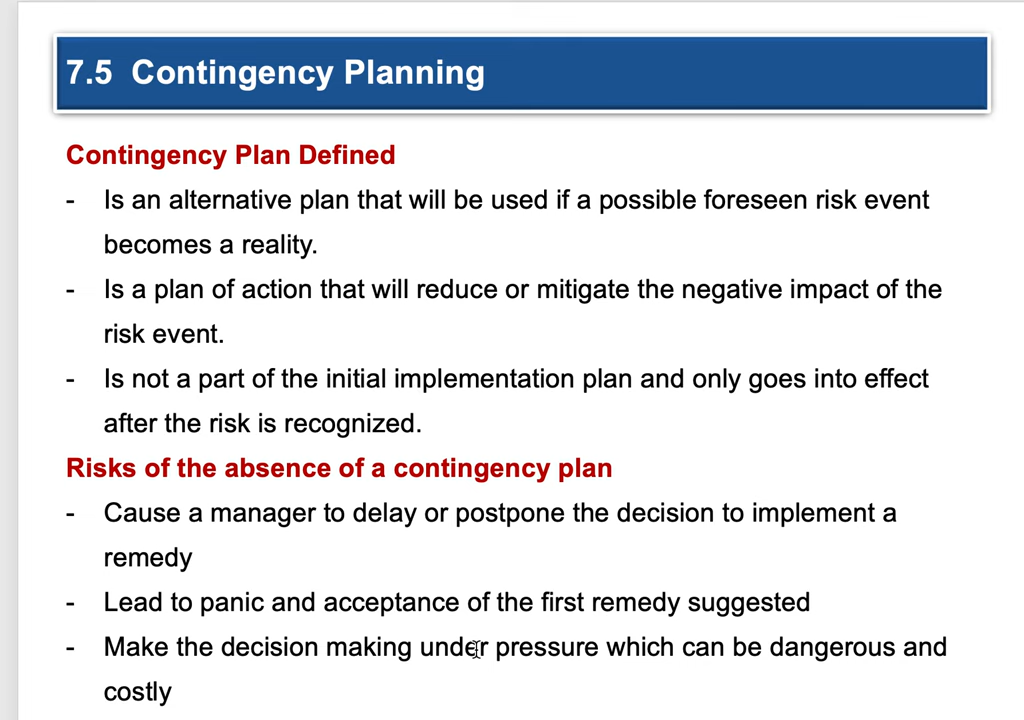 7.5 Contingency Planning
Contingency Plan Defined
- Is an alternative plan that will be used if a possible foreseen risk event
becomes a reality.
- Is a plan of action that will reduce or mitigate the negative impact of the
risk event.
- Is not a part of the initial implementation plan and only goes into effect
after the risk is recognized.
Risks of the absence of a contingency plan
- Cause a manager to delay or postpone the decision to implement a
remedy
- Lead to panic and acceptance of the first remedy suggested
- Make the decision making under pressure which can be dangerous and
costly